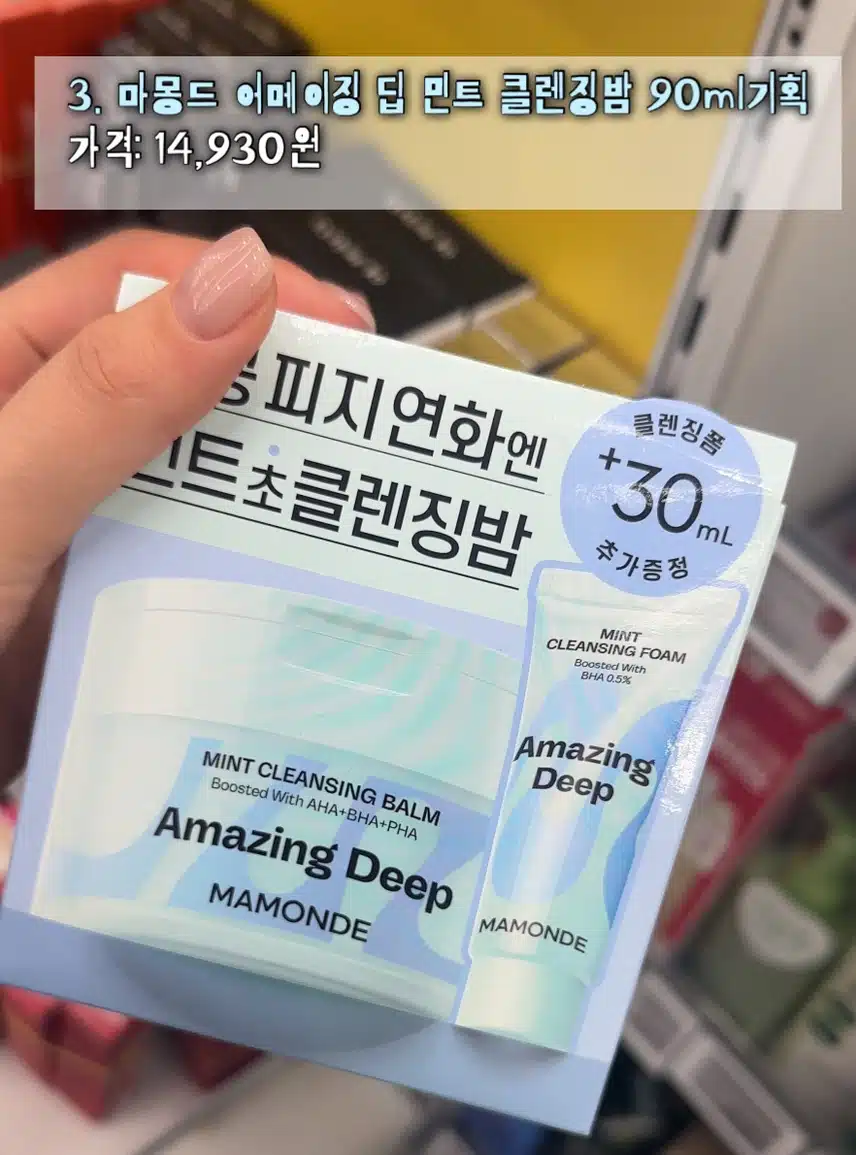 3. 마몽드 어메이징 딥 민트 클렌징밤 90ml기획
가격: 14,930원
피지연화엔
초클렌징밤
클렌징폼
+30mL
추가증정
MINT
CLEANSING FOAM
Boosted With
BHA 0.5%
Amazing
Deep
MAMONDE
MINT CLEANSING BALM
Boosted With AHA+BHA+PHA
Amazing Deep
MAMONDE